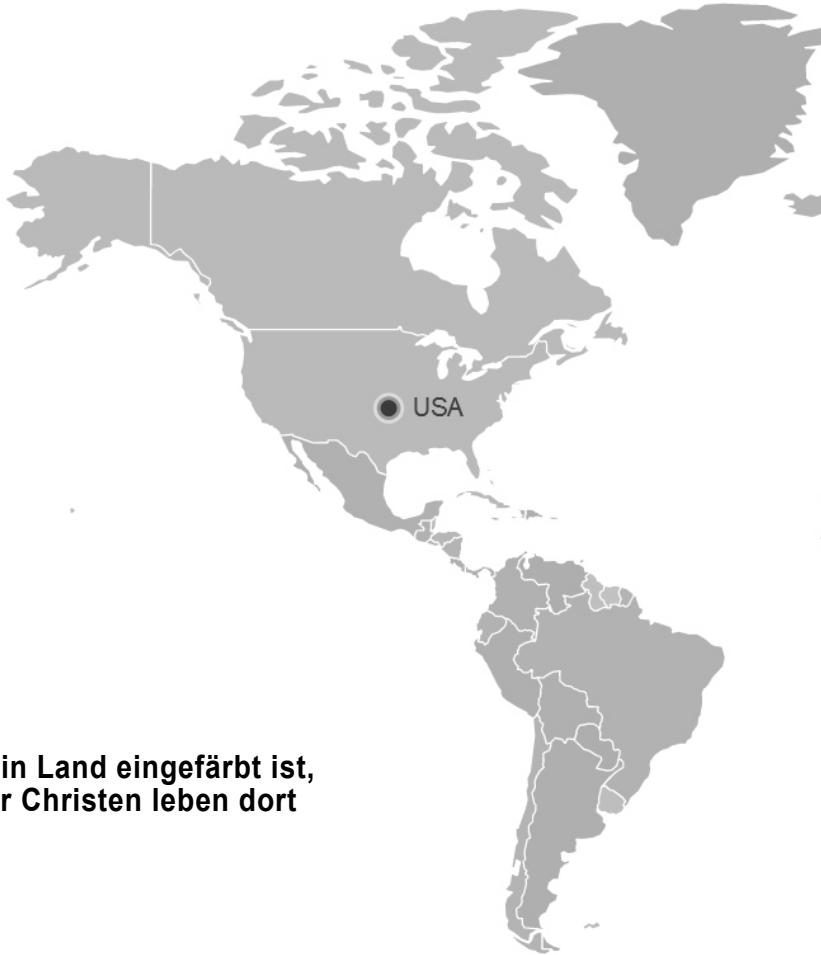 USA
in Land eingefärbt ist,
r Christen leben dort